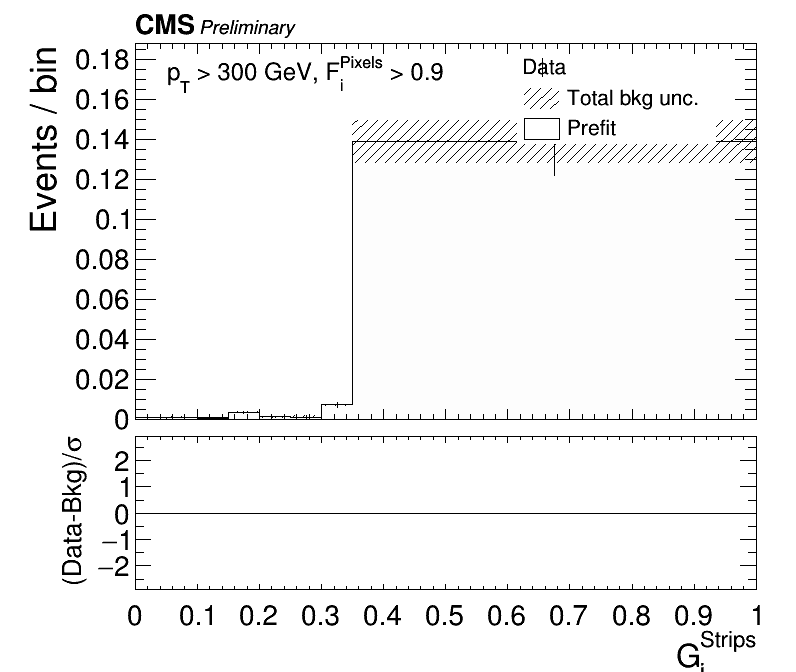 CMS Preliminary
Events / bin
0.18
0.16
0.14
0.12
0.1
0.08
0.06
0.04
0.02
0
p_T > 300 GeV, F_i^Pixels > 0.9
Data
Total bkg unc.
Prefit
(Data-Bkg)/σ
2
1
0
−1
−2
0 0.1 0.2 0.3 0.4 0.5 0.6 0.7 0.8 0.9 1
G_i^Strips